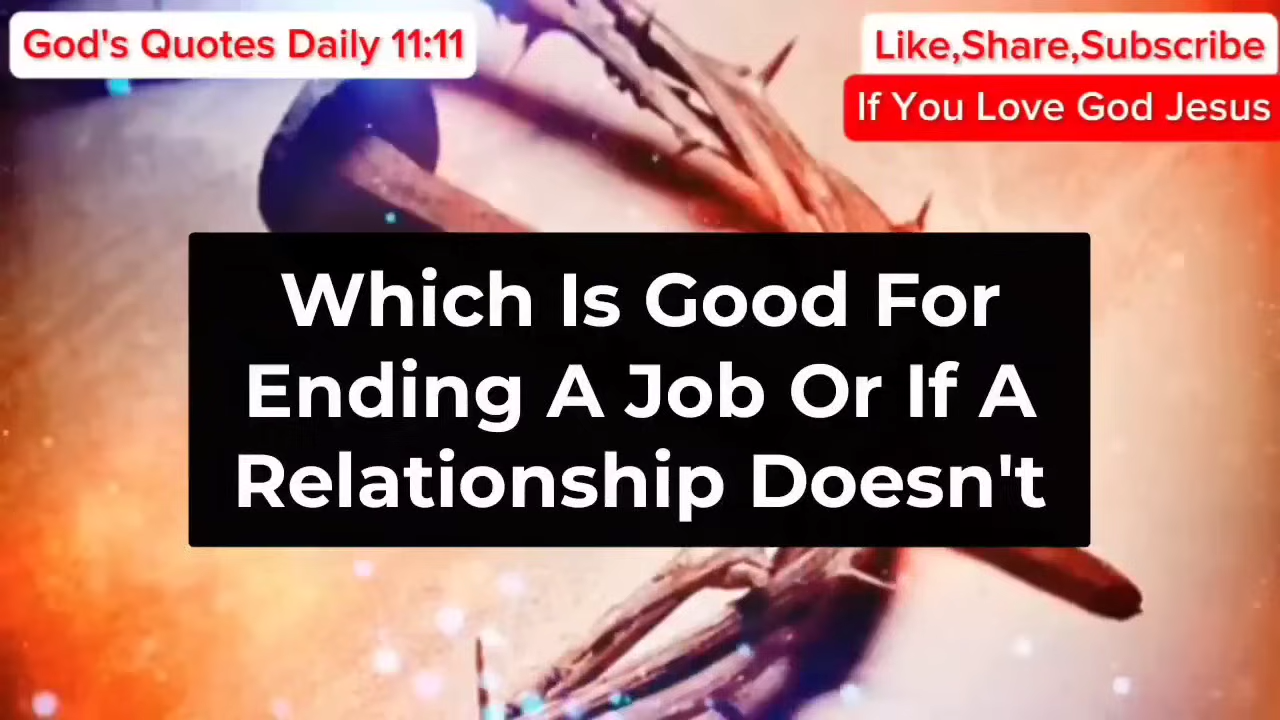 God's Quotes Daily 11:11
Like,Share,Subscribe
If You Love God Jesus
Which Is Good For
Ending A Job Or If A
Relationship Doesn't